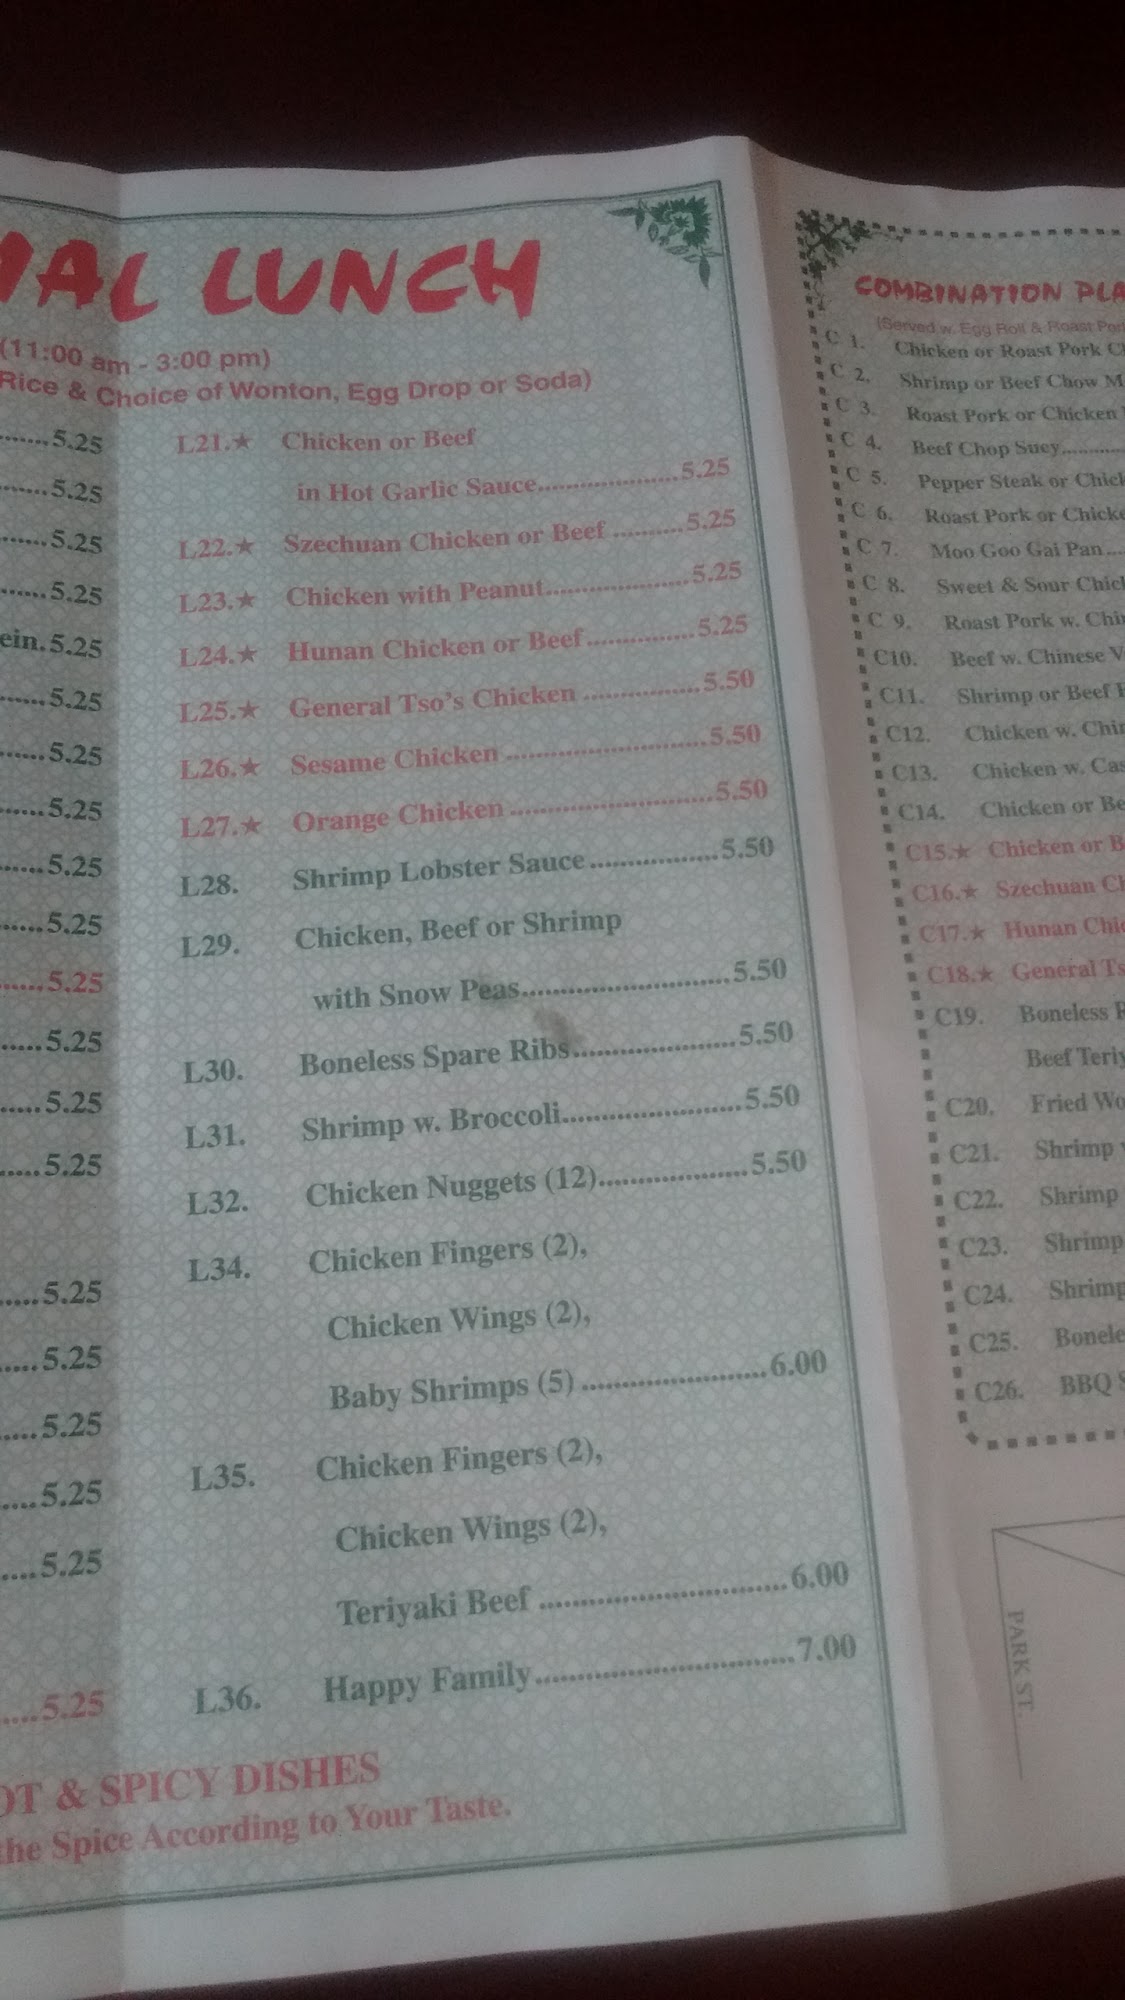 LUNCH
(11:00 am - 3:00 pm)
Rice & Choice of Wonton, Egg Drop or Soda)
.......5.25
.......5.25
.......5.25
.......5.25
5.25
.......5.25
.......5.25
.......5.25
......5.25
......5.25
......5.25
.....5.25
.....5.25
.....5.25
.....5.25
.....5.25
.....5.25
....5.25
....5.25
.....5.25
L21.★ Chicken or Beef
in Hot Garlic Sauce....................5.25
L22.★ Szechuan Chicken or Beef ..........5.25
L23.★ Chicken with Peanut....................5.25
L24.★ Hunan Chicken or Beef...............5.25
L25.★ General Tso's Chicken ................5.50
L26.★ Sesame Chicken ............................5.50
L27.★ Orange Chicken ............................5.50
L28. Shrimp Lobster Sauce .................5.50
L29. Chicken, Beef or Shrimp
with Snow Peas...........................5.50
L30. Boneless Spare Ribs.....................5.50
L31. Shrimp w. Broccoli.......................5.50
L32. Chicken Nuggets (12)...................5.50
L34. Chicken Fingers (2),
Chicken Wings (2),
Baby Shrimps (5) .......................6.00
L35. Chicken Fingers (2),
Chicken Wings (2),
Teriyaki Beef ..............................6.00
L36. Happy Family...............................7.00
& SPICY DISHES
the Spice According to Your Taste.
COMBINATION
(Served w. Egg Roll & Roast
C 1. Chicken or Roast Pork
C 2. Shrimp or Beef Chow
C 3. Roast Pork or Chicken
C 4. Beef Chop Suey...........
C 5. Pepper Steak or
C 6. Roast Pork or
C 7. Moo Goo Gai Pan ....
C 8. Sweet & Sour
C 9. Roast Pork w.
C10. Beef w. Chinese
C11. Shrimp or Beef
C12. Chicken w.
C13. Chicken w.
C14. Chicken or
C15.★ Chicken or
C16.★ Szechuan
C17.★ Hunan
C18.★ General
C19. Boneless
Beef
C20. Fried
C21. Shrimp
C22. Shrimp
C23. Shrimp
C24. Shrimp
C25.
C26. BBQ
PARK ST.